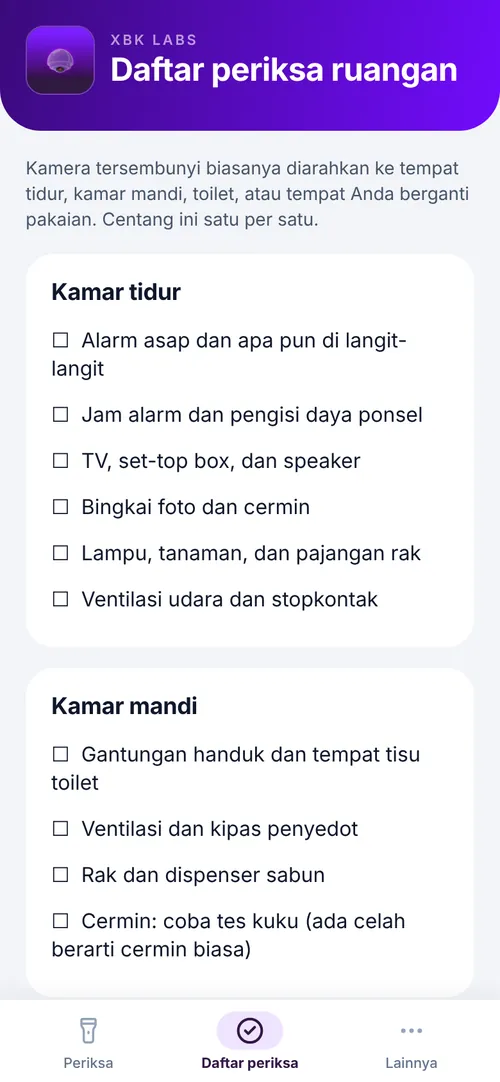 XBK LABS
Daftar periksa ruangan
Kamera tersembunyi biasanya diarahkan ke tempat
tidur, kamar mandi, toilet, atau tempat Anda berganti
pakaian. Centang ini satu per satu.
Kamar tidur
☐ Alarm asap dan apa pun di langit-
langit
☐ Jam alarm dan pengisi daya ponsel
☐ TV, set-top box, dan speaker
☐ Bingkai foto dan cermin
☐ Lampu, tanaman, dan pajangan rak
☐ Ventilasi udara dan stopkontak
Kamar mandi
☐ Gantungan handuk dan tempat tisu
toilet
☐ Ventilasi dan kipas penyedot
☐ Rak dan dispenser sabun
☐ Cermin: coba tes kuku (ada celah
berarti cermin biasa)
Periksa
Daftar periksa
Lainnya